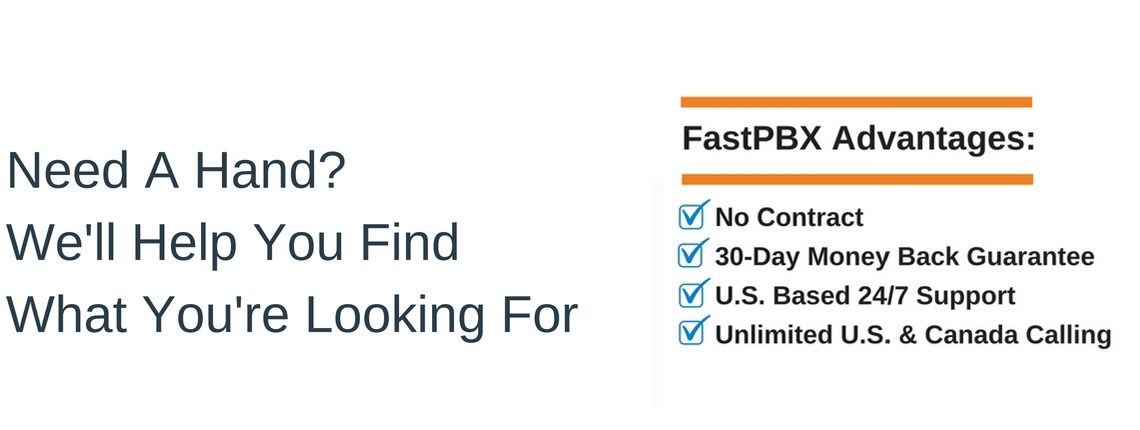 Need A Hand?
We'll Help You Find
What You're Looking For
FastPBX Advantages:
No Contract
30-Day Money Back Guarantee
U.S. Based 24/7 Support
Unlimited U.S. & Canada Calling